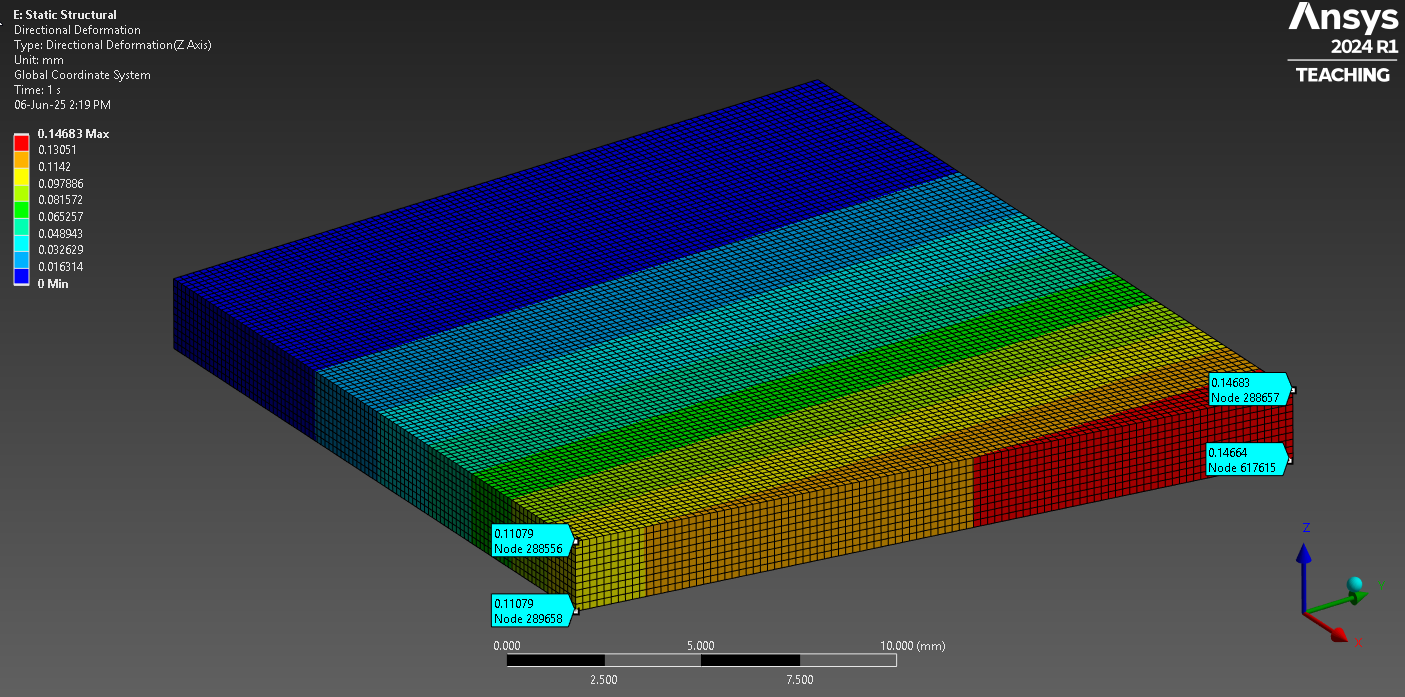 E: Static Structural
Directional Deformation
Type: Directional Deformation(Z Axis)
Unit: mm
Global Coordinate System
Time: 1 s
06-Jun-25 2:19 PM
Ansys
2024 R1
TEACHING
0.14683 Max
0.13051
0.1142
0.097886
0.081572
0.065257
0.048943
0.032629
0.016314
0 Min
0.14683
Node 288657
0.14664
Node 617615
0.11079
Node 288556
0.11079
Node 289658
Z
Y
X
0.000 5.000 10.000 (mm)
2.500 7.500